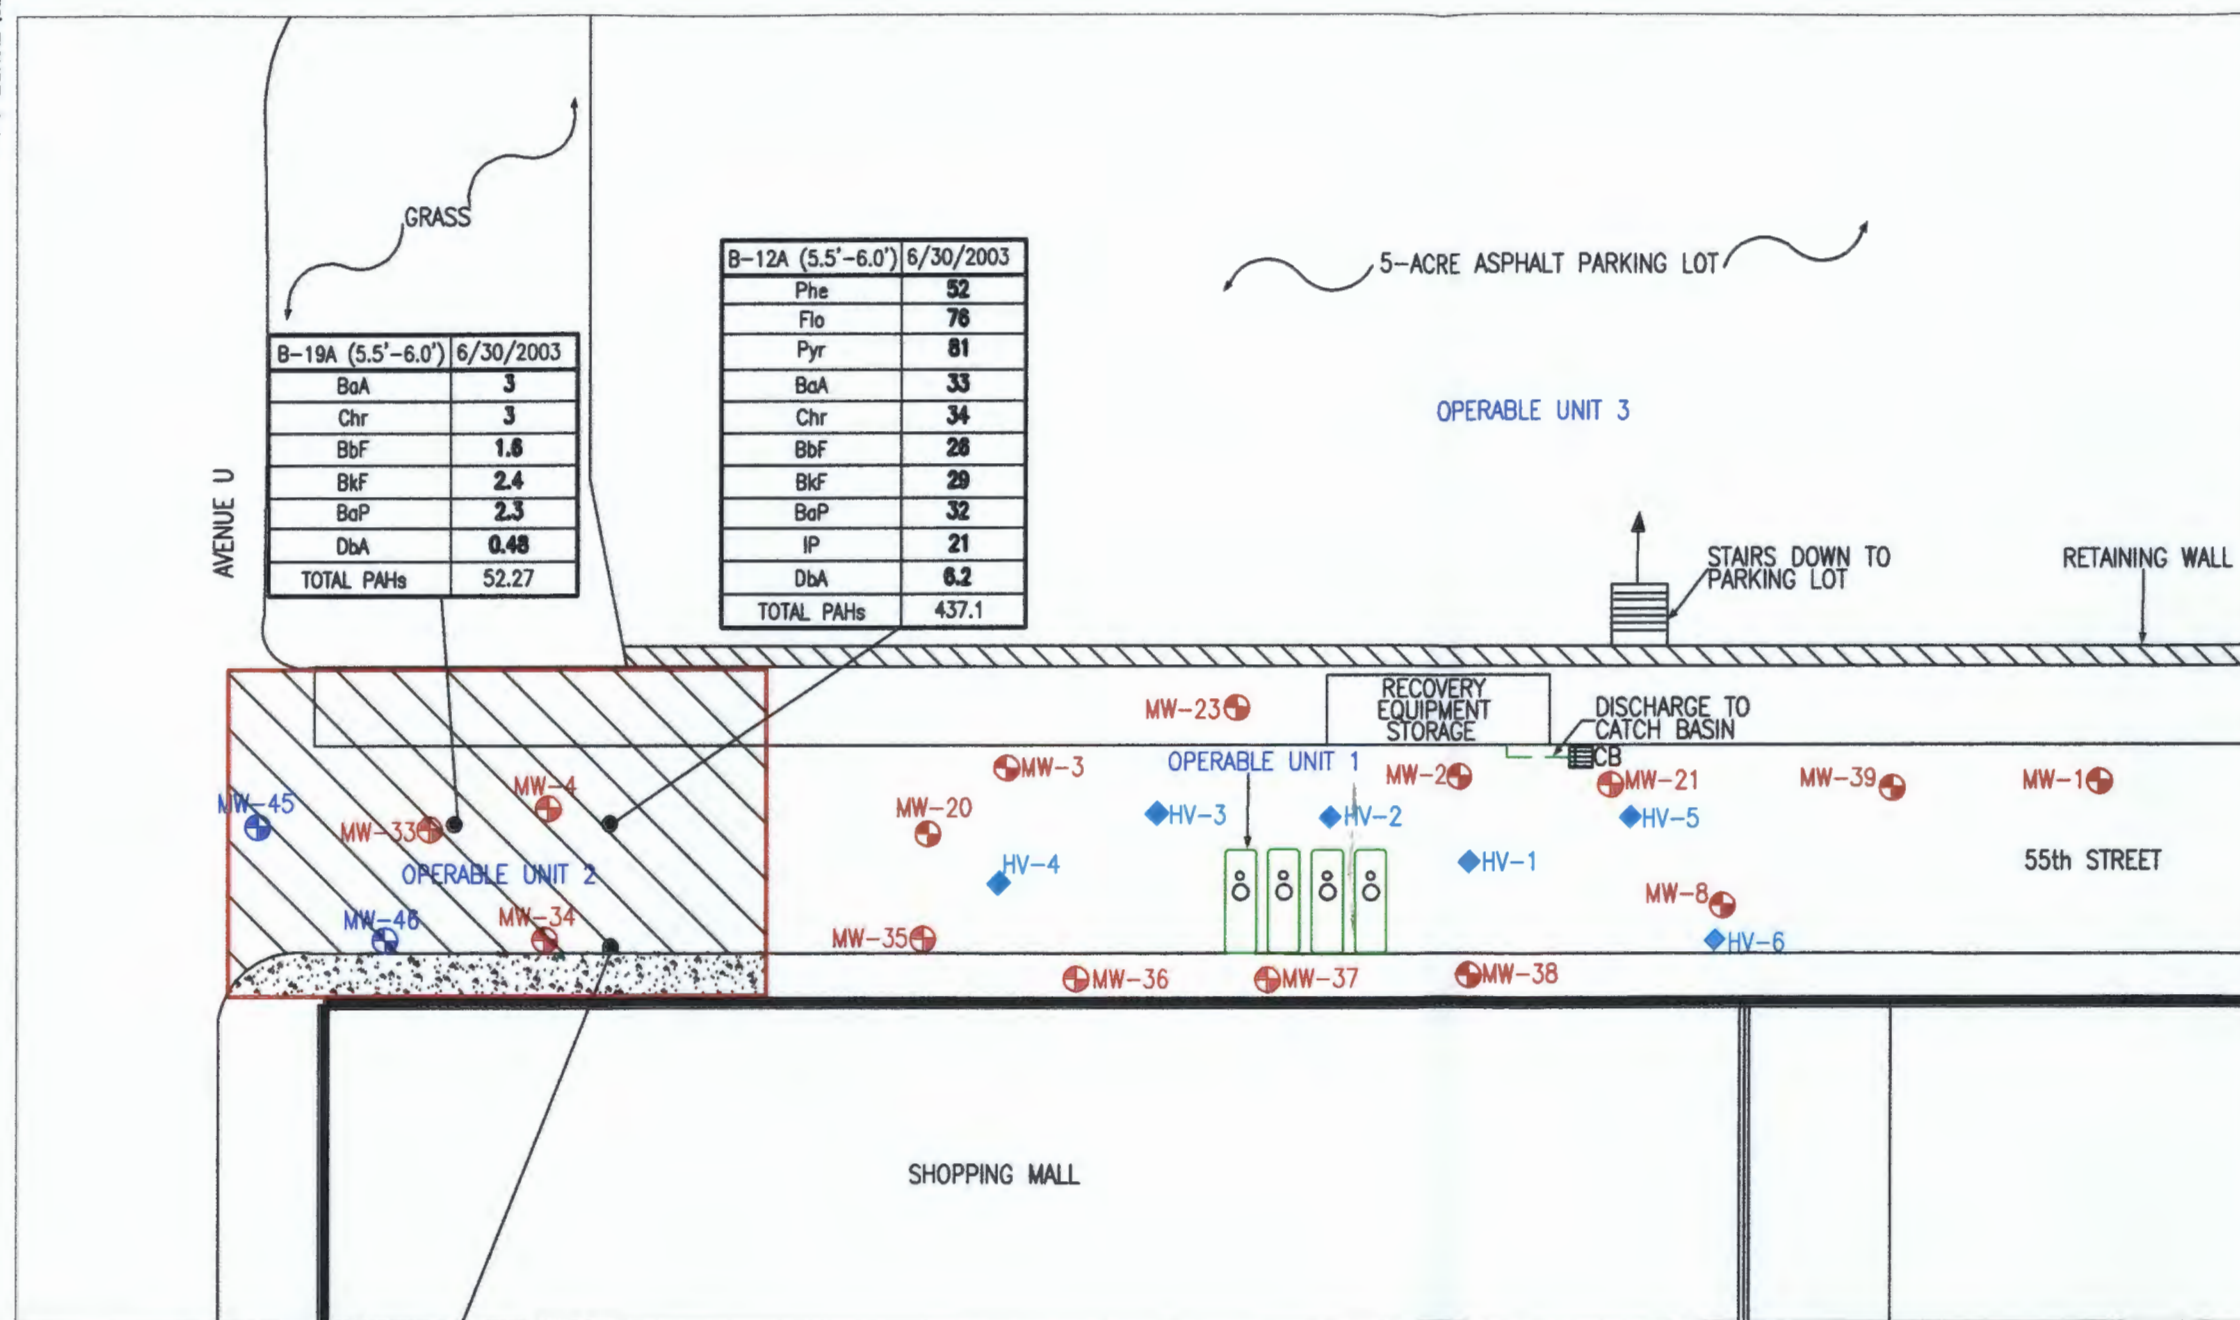 GRASS
B-19A (5.5'-6.0') 6/30/2003
BaA 3
Chr 3
BbF 1.6
BkF 2.4
BaP 2.3
DbA 0.48
TOTAL PAHs 52.27
B-12A (5.5'-6.0') 6/30/2003
Phe 52
Flo 76
Pyr 81
BaA 33
Chr 34
BbF 26
BkF 29
BaP 32
IP 21
DbA 6.2
TOTAL PAHs 437.1
5-ACRE ASPHALT PARKING LOT
OPERABLE UNIT 3
AVENUE U
STAIRS DOWN TO
PARKING LOT
RETAINING WALL
MW-23
RECOVERY
EQUIPMENT
STORAGE
DISCHARGE TO
CATCH BASIN
CB
OPERABLE UNIT 1
MW-3
MW-2
MW-21
MW-39
MW-1
MW-45
MW-4
MW-33
MW-20
HV-3
HV-2
HV-5
HV-4
HV-1
55th STREET
OPERABLE UNIT 2
MW-8
MW-46
MW-34
MW-35
HV-6
MW-36
MW-37
MW-38
SHOPPING MALL